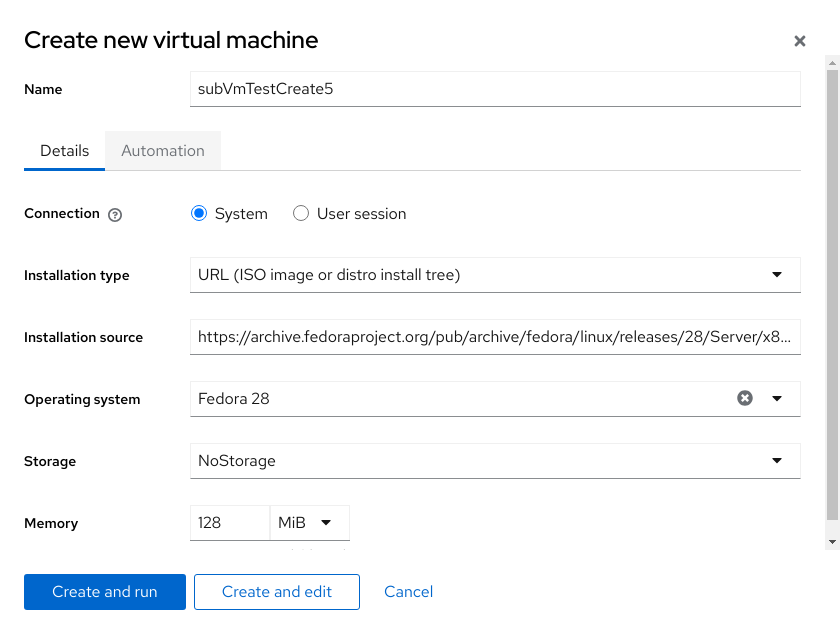 Create new virtual machine
Name
subVmTestCreate5
Details
Automation
Connection
System
User session
Installation type
URL (ISO image or distro install tree)
Installation source
https://archive.fedoraproject.org/pub/archive/fedora/linux/releases/28/Server/x8...
Operating system
Fedora 28
Storage
NoStorage
Memory
128
MiB
Create and run
Create and edit
Cancel